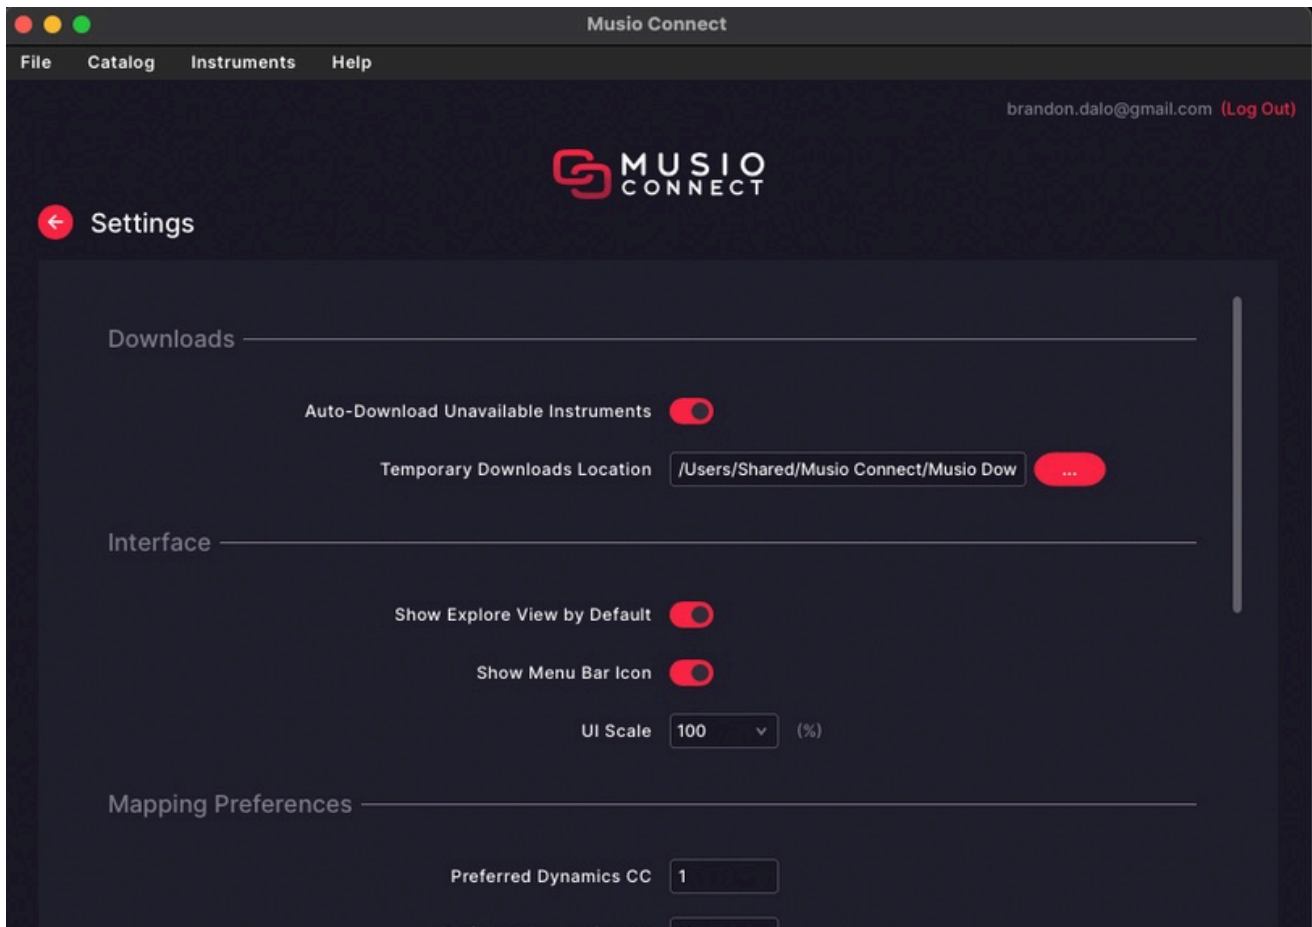 Musio Connect
File Catalog Instruments Help
brandon.dalo@gmail.com (Log Out)
MUSIO
CONNECT
Settings
Downloads
Auto-Download Unavailable Instruments
Temporary Downloads Location /Users/Shared/Musio Connect/Musio Dow ...
Interface
Show Explore View by Default
Show Menu Bar Icon
UI Scale 100 (%)
Mapping Preferences
Preferred Dynamics CC 1